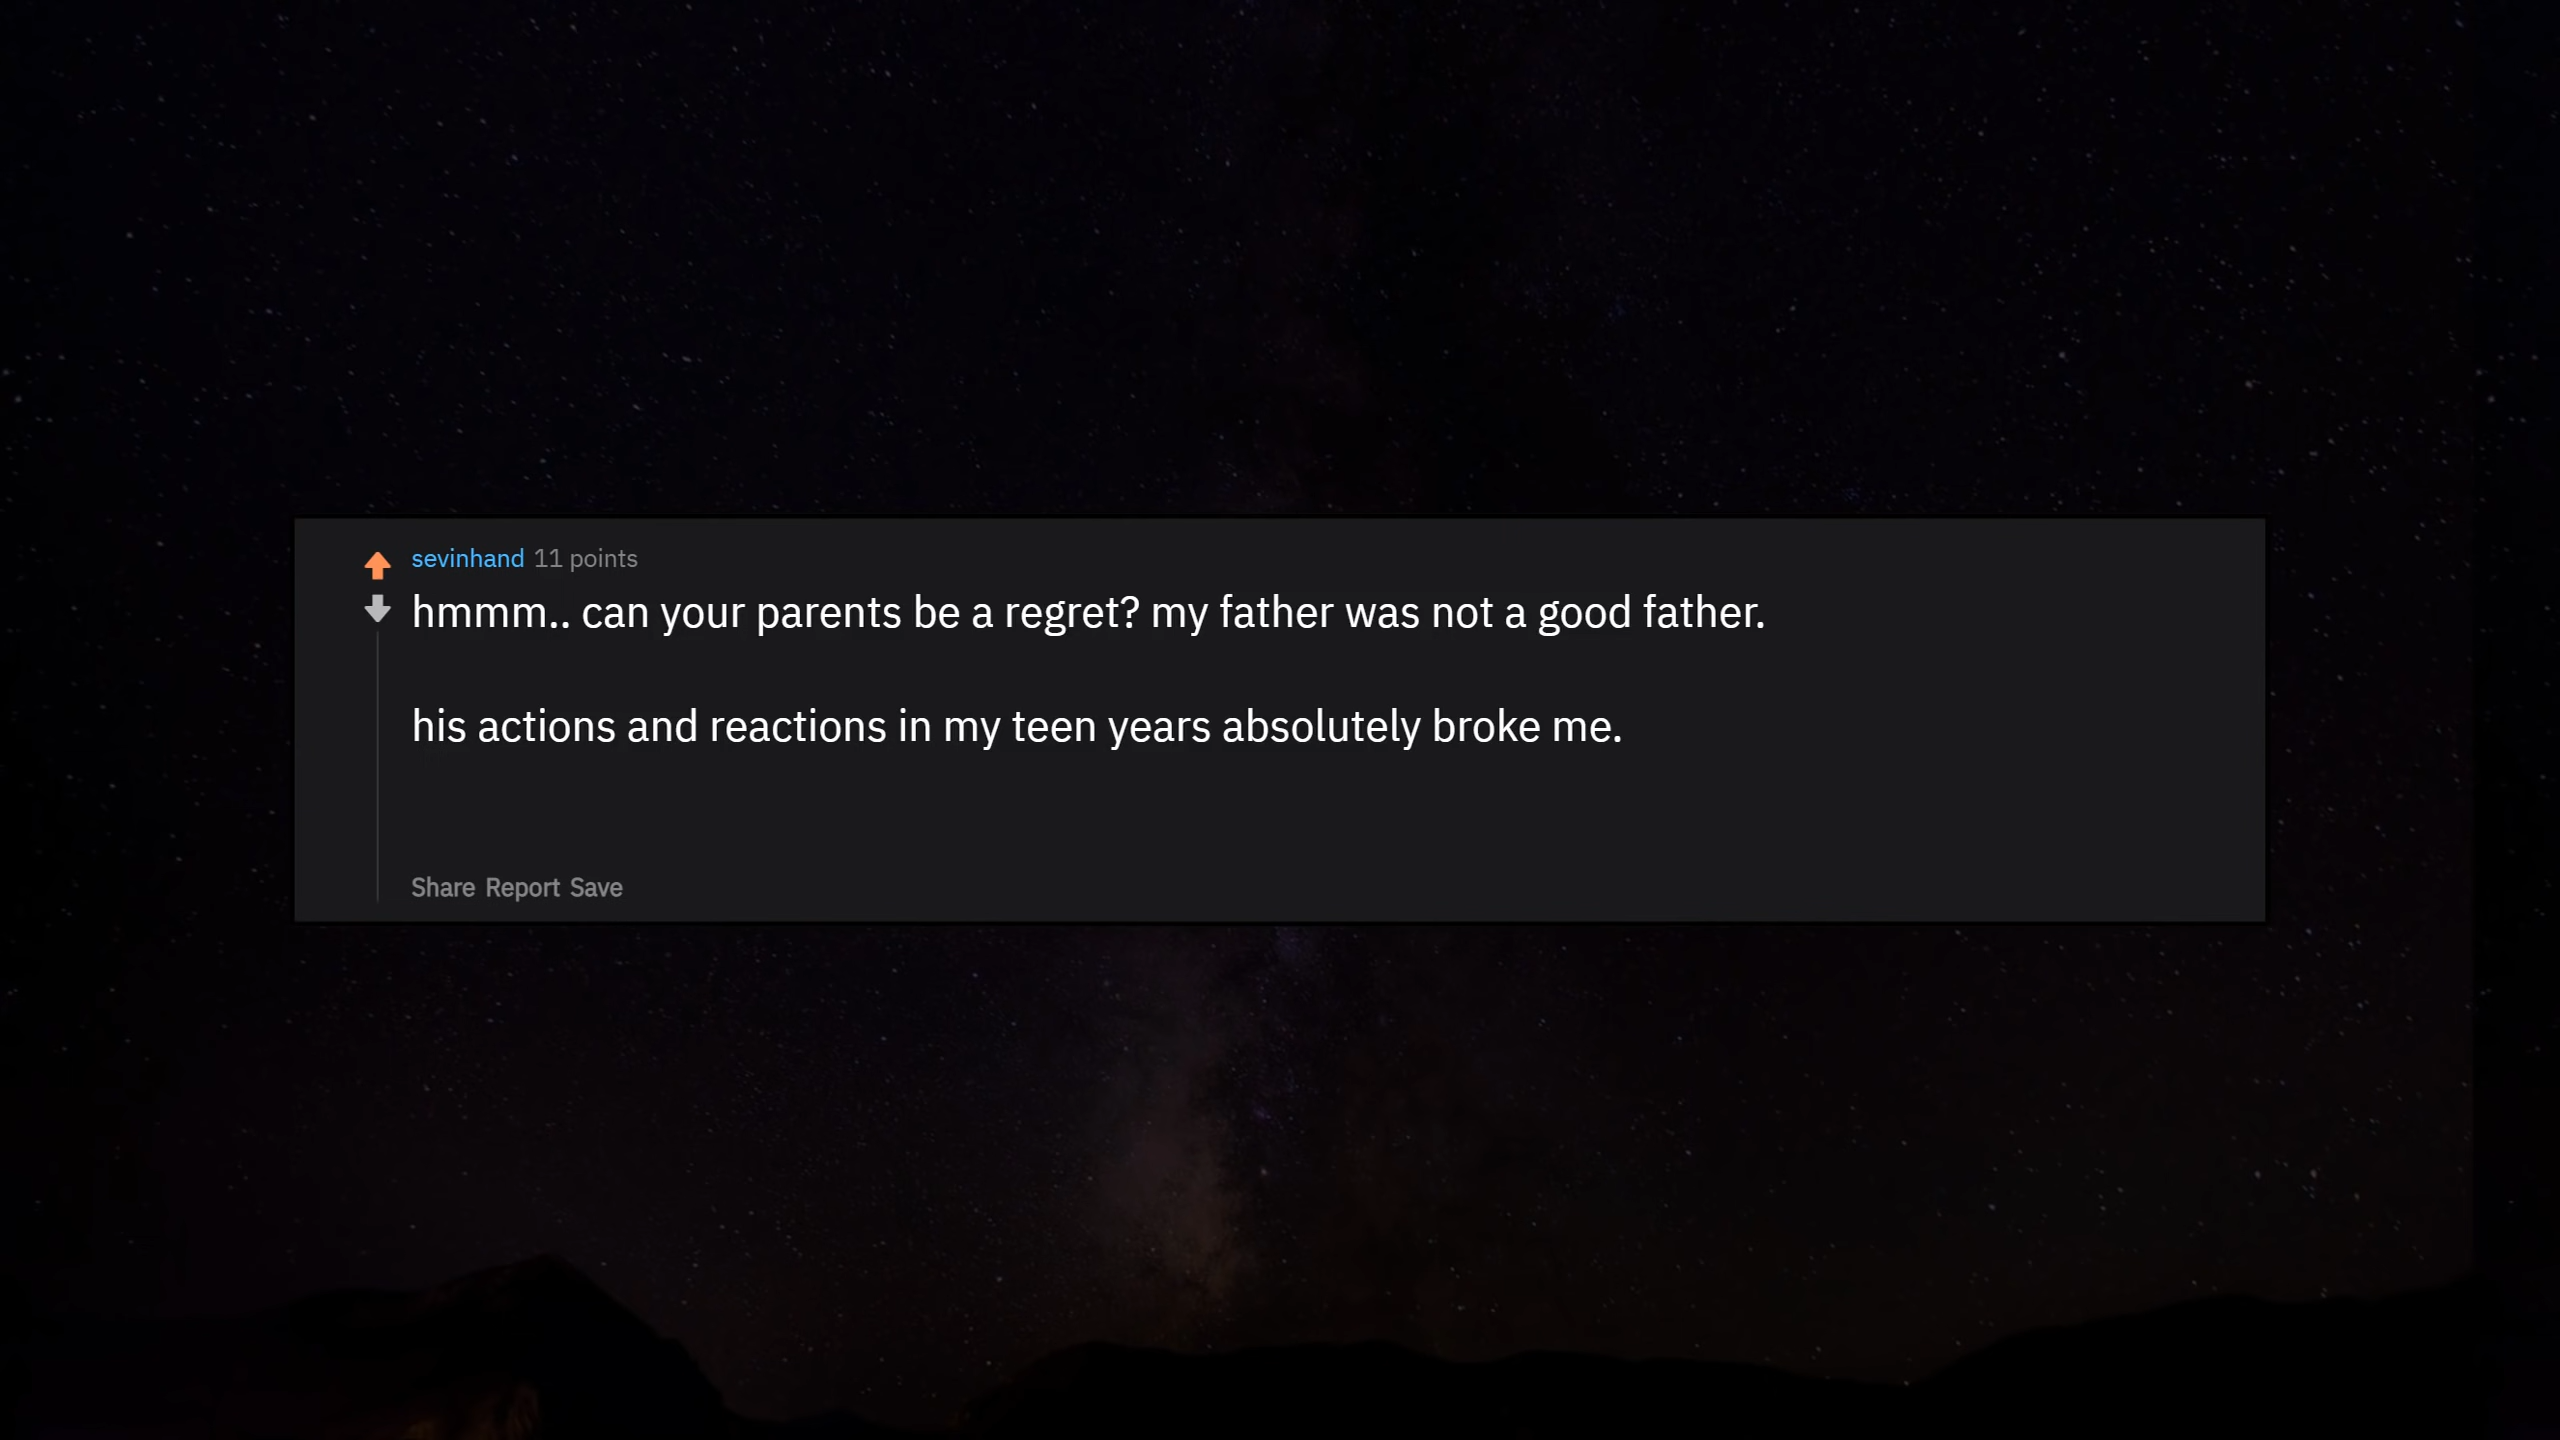 sevinhand 11 points
hmmm.. can your parents be a regret? my father was not a good father.
his actions and reactions in my teen years absolutely broke me.
Share Report Save